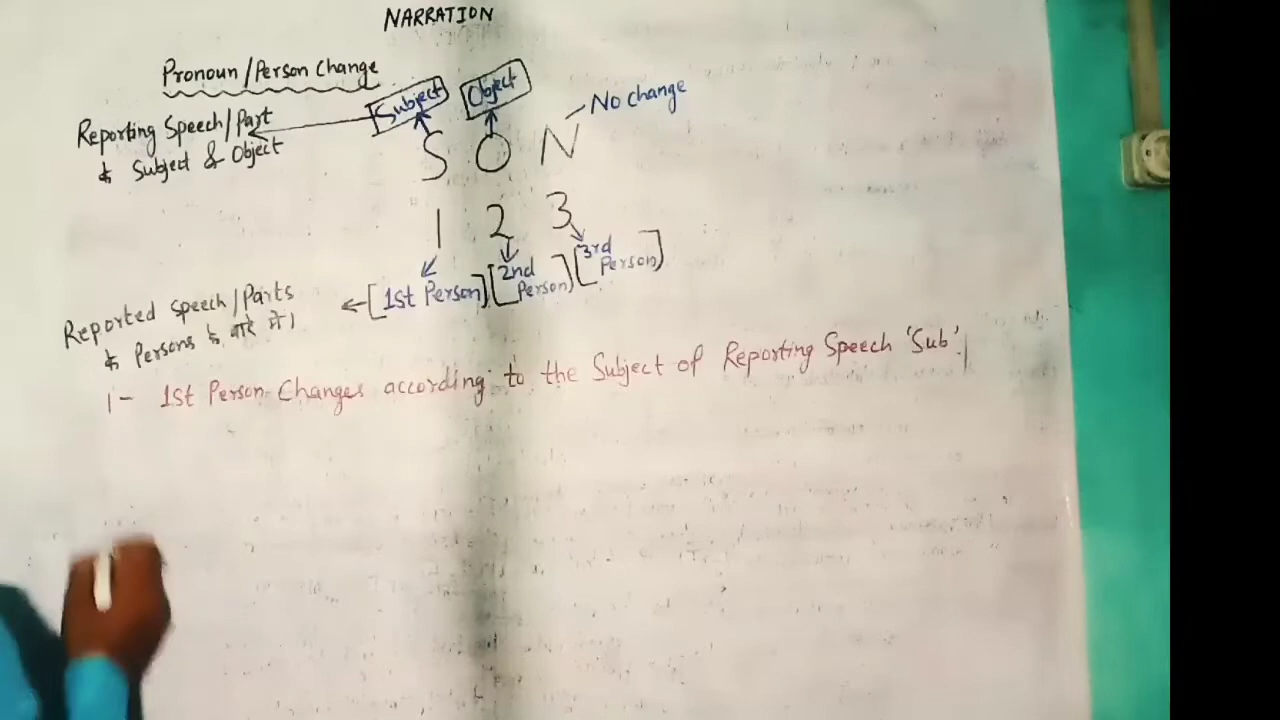 NARRATION
Pronoun/Person Change
Subject
Object
No change
Reporting Speech/Part
के Subject & Object
S O N
1 2 3
Reported speech/Parts
के Persons के बारे में।
[1st Person]
[2nd
Person]
[3rd
Person]
1- 1st Person Changes according to the Subject of Reporting Speech 'Sub'.